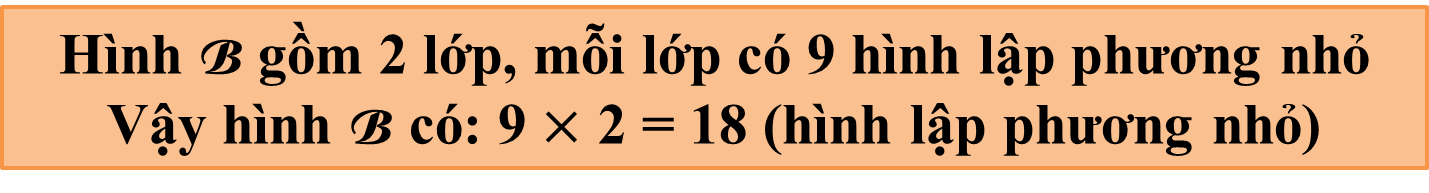 Hình ℬ gồm 2 lớp, mỗi lớp có 9 hình lập phương nhỏ
Vậy hình ℬ có: 9 × 2 = 18 (hình lập phương nhỏ)